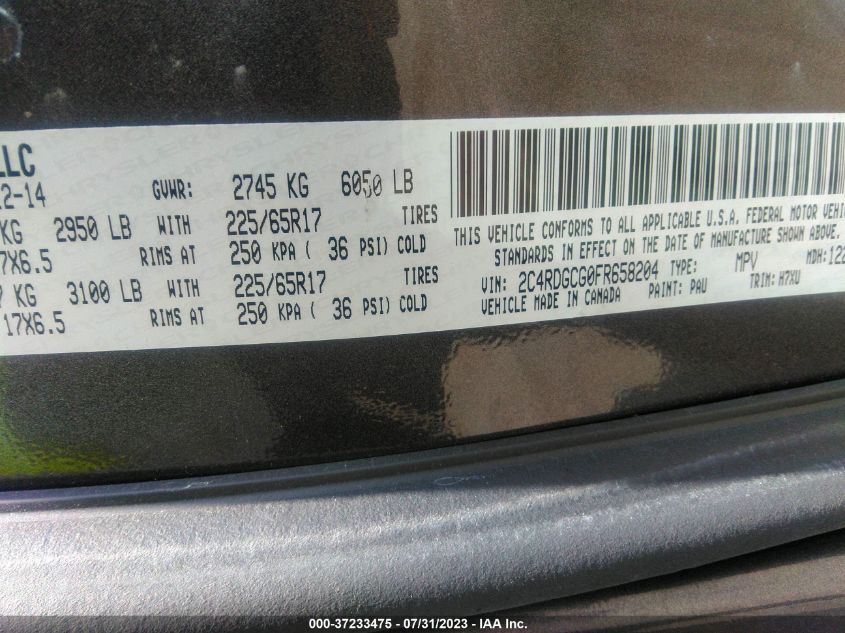 LLC
12-14 GVWR: 2745 KG 6050 LB
KG 2950 LB WITH 225/65R17 TIRES
7X6.5 RIMS AT 250 KPA ( 36 PSI) COLD
KG 3100 LB WITH 225/65R17 TIRES
17X6.5 RIMS AT 250 KPA ( 36 PSI) COLD
THIS VEHICLE CONFORMS TO ALL APPLICABLE U.S.A. FEDERAL MOTOR VEHIC
STANDARDS IN EFFECT ON THE DATE OF MANUFACTURE SHOWN ABOVE.
VIN: 2C4RDGCG0FR658204 TYPE: MPV MDH: 122
VEHICLE MADE IN CANADA PAINT: PAU TRIM: H7XU
000-37233475 - 07/31/2023 - IAA Inc.